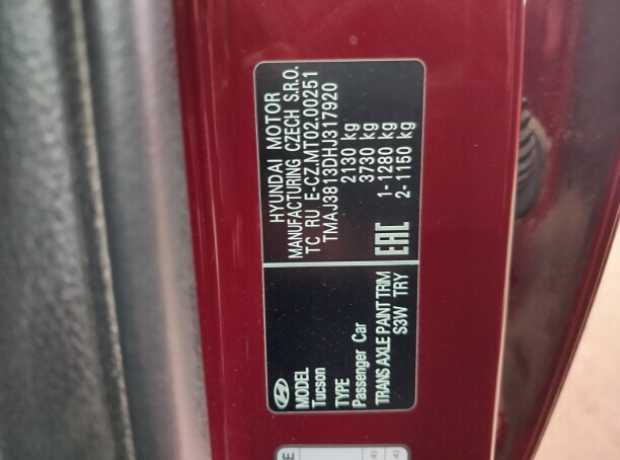 HYUNDAI MOTOR
MANUFACTURING CZECH S.R.O.
TC RU E-CZ.MT02.00251
TMAJ3813DHJ317920
2130 kg
3730 kg
1-1280 kg
2-1150 kg
EAC
MODEL
Tucson
TYPE
Passenger Car
TRANS AXLE PAINT TRIM
S3W TRY